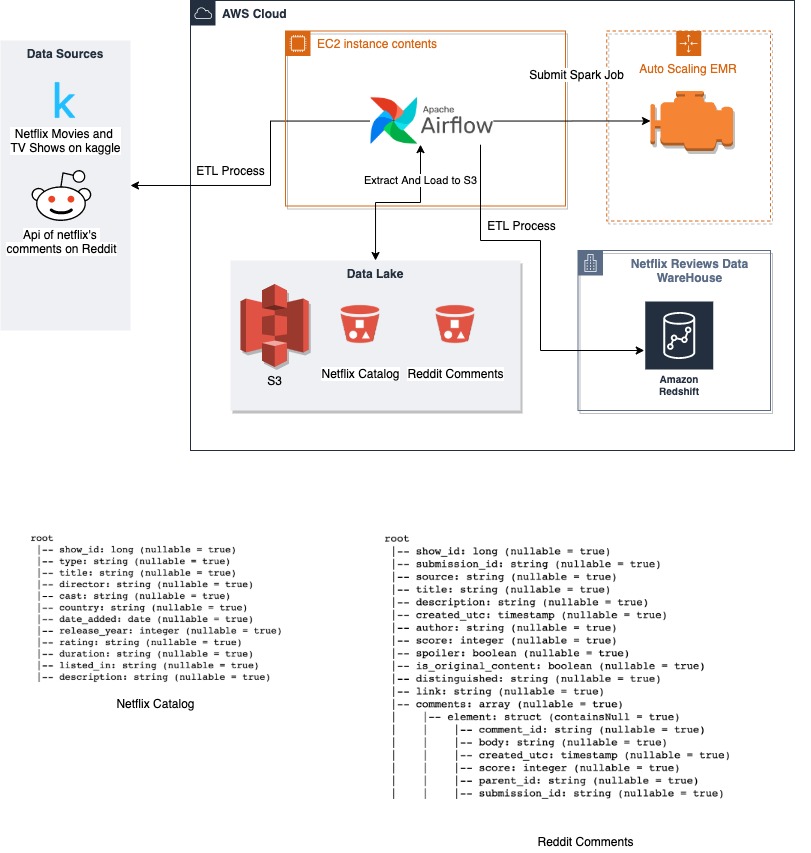 AWS Cloud
Data Sources
k
Netflix Movies and
TV Shows on kaggle
Api of netflix's
comments on Reddit
ETL Process
EC2 instance contents
Apache
Airflow
Extract And Load to S3
Submit Spark Job
Auto Scaling EMR
ETL Process
Data Lake
S3
Netflix Catalog
Reddit Comments
Netflix Reviews Data
WareHouse
Amazon
Redshift
root
|-- show_id: long (nullable = true)
|-- type: string (nullable = true)
|-- title: string (nullable = true)
|-- director: string (nullable = true)
|-- cast: string (nullable = true)
|-- country: string (nullable = true)
|-- date_added: date (nullable = true)
|-- release_year: integer (nullable = true)
|-- rating: string (nullable = true)
|-- duration: string (nullable = true)
|-- listed_in: string (nullable = true)
|-- description: string (nullable = true)
Netflix Catalog
root
|-- show_id: long (nullable = true)
|-- submission_id: string (nullable = true)
|-- source: string (nullable = true)
|-- title: string (nullable = true)
|-- description: string (nullable = true)
|-- created_utc: timestamp (nullable = true)
|-- author: string (nullable = true)
|-- score: integer (nullable = true)
|-- spoiler: boolean (nullable = true)
|-- is_original_content: boolean (nullable = true)
|-- distinguished: string (nullable = true)
|-- link: string (nullable = true)
|-- comments: array (nullable = true)
| |-- element: struct (containsNull = true)
| | |-- comment_id: string (nullable = true)
| | |-- body: string (nullable = true)
| | |-- created_utc: timestamp (nullable = true)
| | |-- score: integer (nullable = true)
| | |-- parent_id: string (nullable = true)
| | |-- submission_id: string (nullable = true)
Reddit Comments